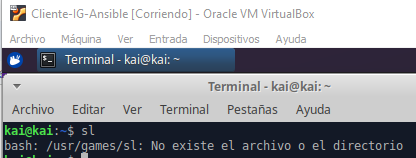 Cliente-IG-Ansible [Corriendo] - Oracle VM VirtualBox
Archivo Máquina Ver Entrada Dispositivos Ayuda
Terminal - kai@kai: ~
Terminal - kai@kai: ~
Archivo Editar Ver Terminal Pestañas Ayuda
kai@kai:~$ sl
bash: /usr/games/sl: No existe el archivo o el directorio
kai@kai:~$